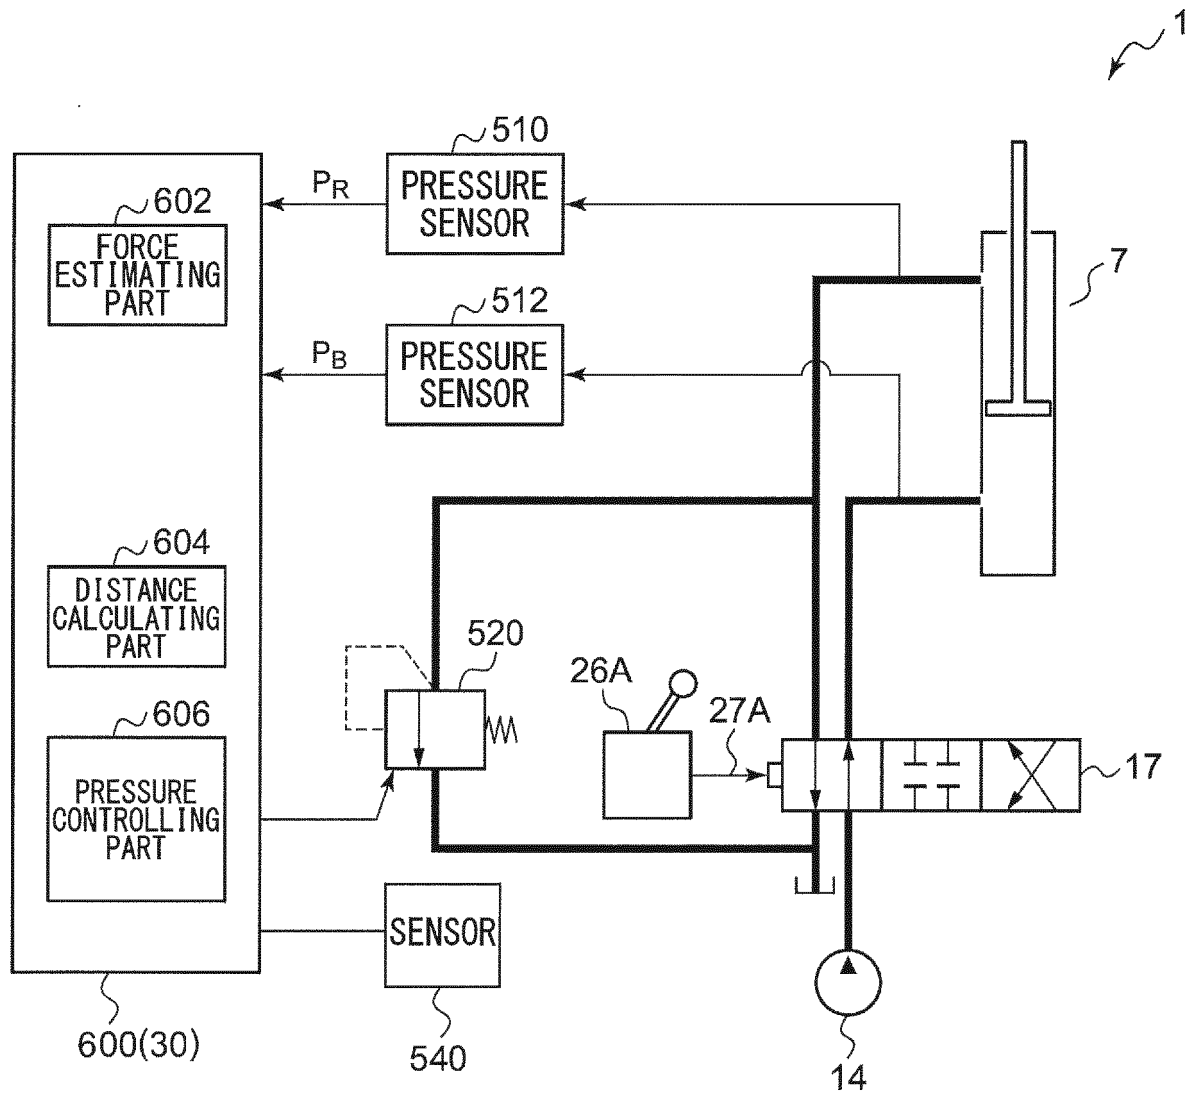 1
510
PRESSURE
SENSOR
PR
602
FORCE
ESTIMATING
PART
7
512
PRESSURE
SENSOR
PB
604
DISTANCE
CALCULATING
PART
520
26A
27A
606
PRESSURE
CONTROLLING
PART
17
SENSOR
600(30)
540
14